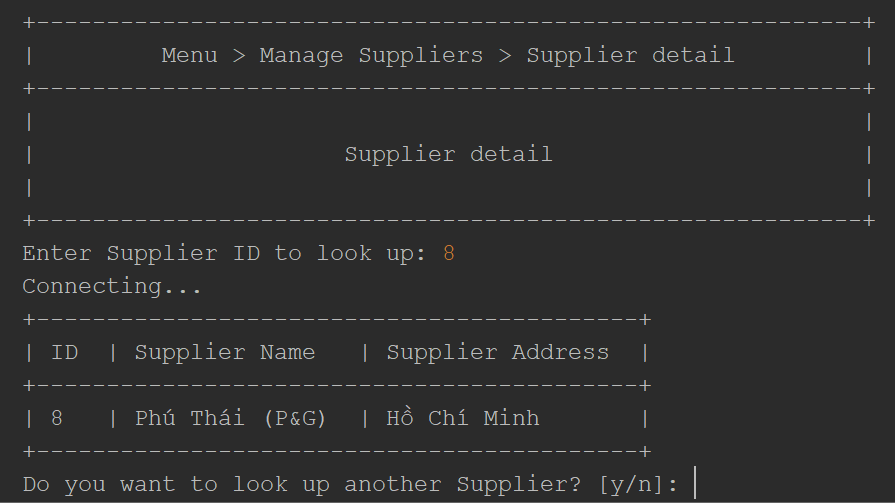 Menu > Manage Suppliers > Supplier detail
Supplier detail
Enter Supplier ID to look up: 8
Connecting...
| ID | Supplier Name | Supplier Address |
| 8 | Phú Thái (P&G) | Hồ Chí Minh |
Do you want to look up another Supplier? [y/n]: